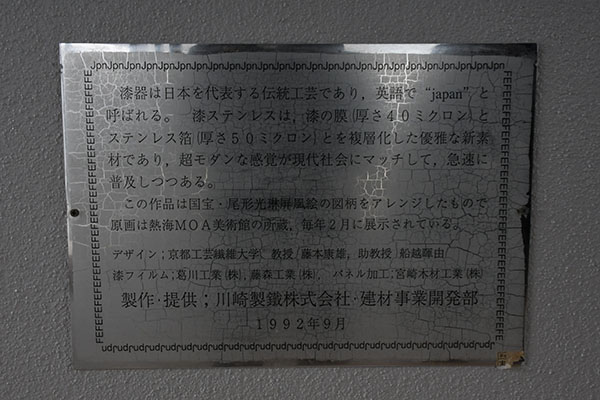 JpnJpnJpnJpnJpnJpnJpnJpnJpnJpnJpnJpnJpnJpnJpnJpnJpnJpn
漆器は日本を代表する伝統工芸であり，英語で“japan”と
呼ばれる。 漆ステンレスは，漆の膜(厚さ４０ミクロン)と
ステンレス箔(厚さ５０ミクロン)とを複層化した優雅な新素
材であり，超モダンな感覚が現代社会にマッチして，急速に
普及しつつある。
この作品は国宝・尾形光琳屏風絵の図柄をアレンジしたもので
原画は熱海ＭＯＡ美術館の所蔵，毎年２月に展示されている。
デザイン；京都工芸繊維大学、教授／藤本康雄，助教授／船越暉由
漆フィルム；葛川工業(株)，藤森工業(株)， パネル加工；宮崎木材工業(株)
製作・提供；川崎製鐵株式会社・建材事業開発部
１９９２年９月